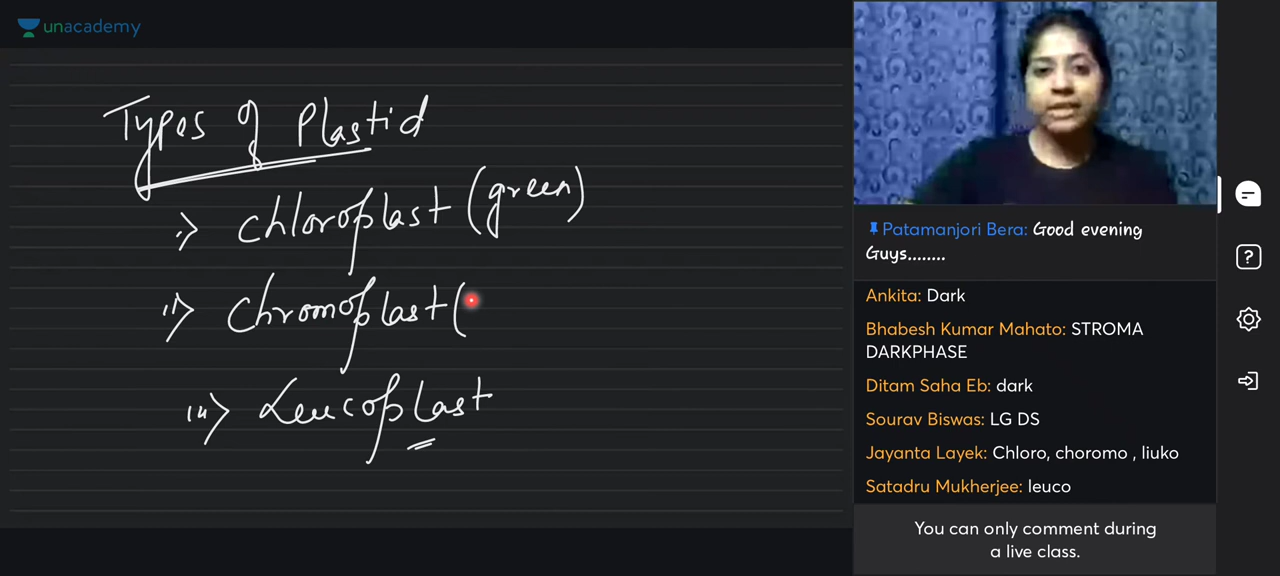 unacademy
Types of Plastid
i> Chloroplast (green)
ii> Chromoplast (
iii> Leucoplast
Patamanjori Bera: Good evening
Guys........
Ankita: Dark
Bhabesh Kumar Mahato: STROMA
DARKPHASE
Ditam Saha Eb: dark
Sourav Biswas: LG DS
Jayanta Layek: Chloro, choromo , liuko
Satadru Mukherjee: leuco
You can only comment during
a live class.